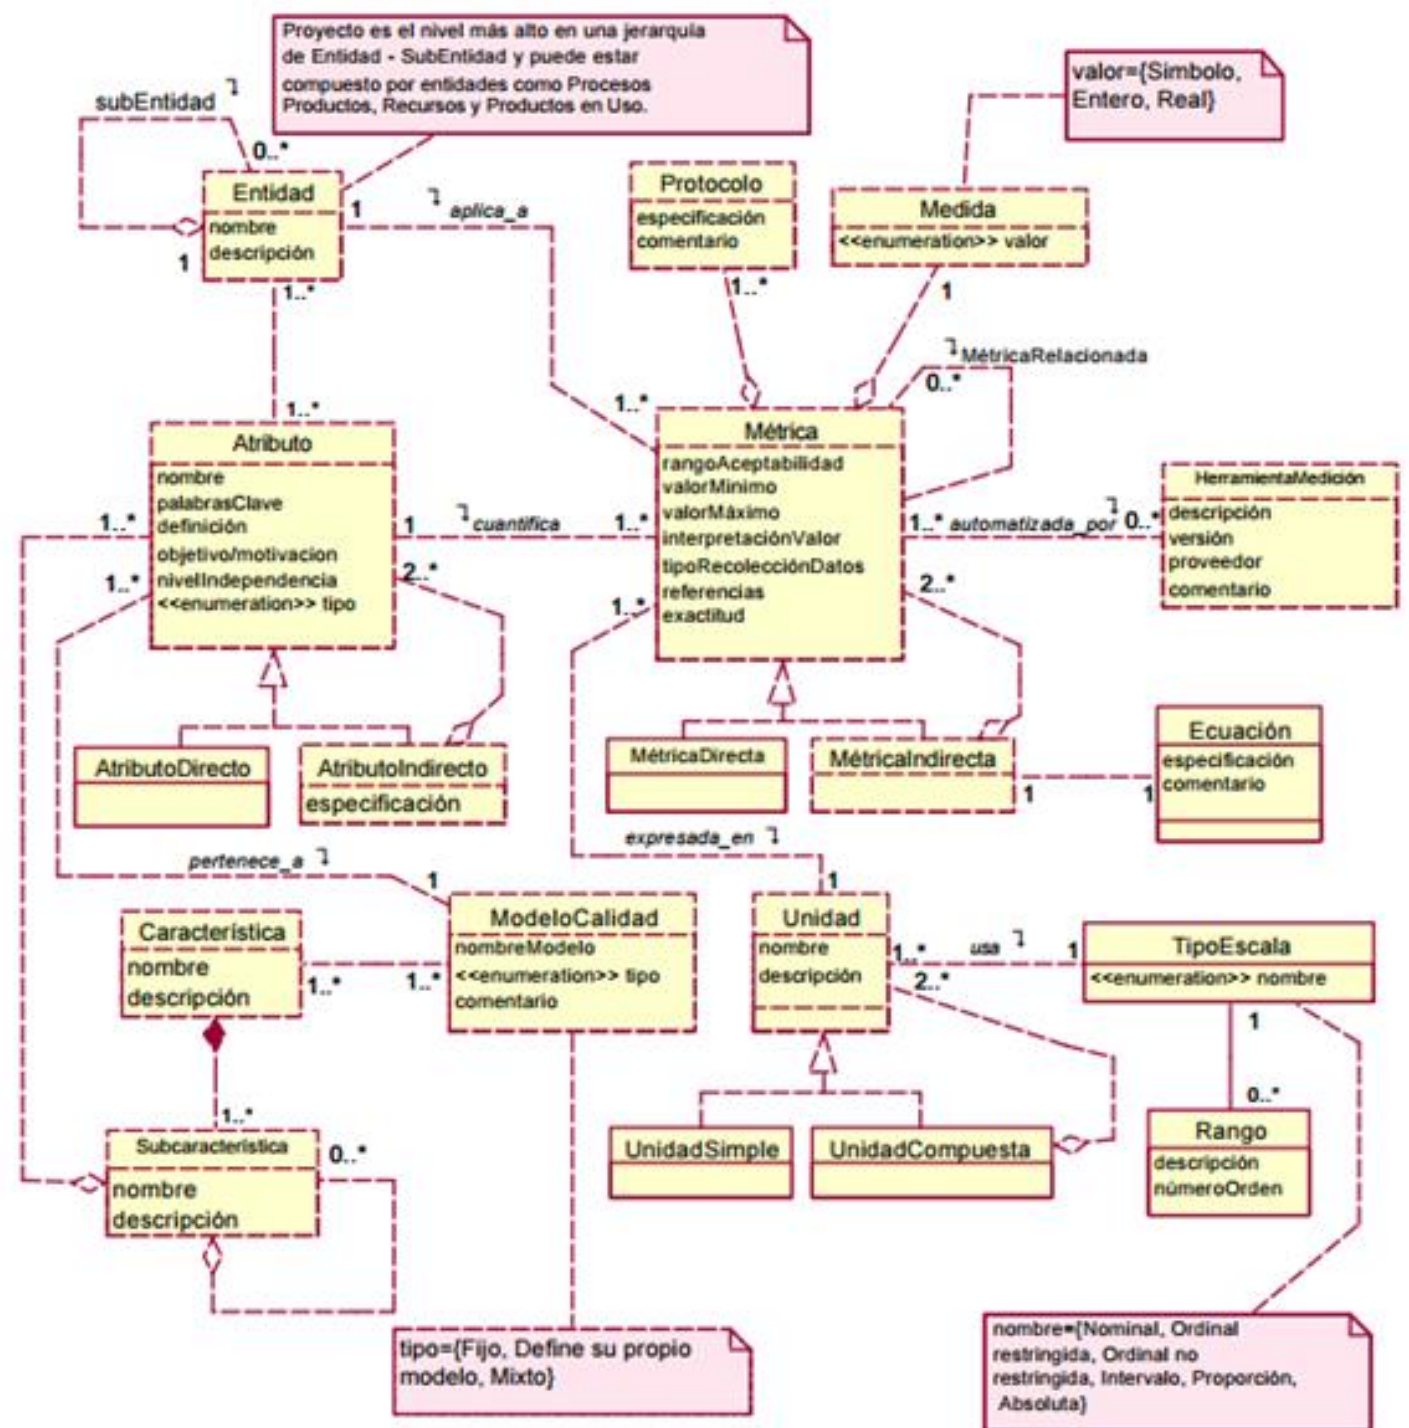 Proyecto es el nivel más alto en una jerarquía
de Entidad - SubEntidad y puede estar
compuesto por entidades como Procesos
Productos, Recursos y Productos en Uso.
valor={Simbolo,
Entero, Real}
subEntidad
0..*
Entidad
nombre
descripción
1
1
1..*
aplica_a
Protocolo
especificación
comentario
1..*
Medida
<<enumeration>> valor
1
MétricaRelacionada
0..*
1..*
1..*
Atributo
nombre
palabrasClave
definición
objetivo/motivacion
nivelIndependencia
<<enumeration>> tipo
1..*
1..*
1
cuantifica
1..*
2..*
Métrica
rangoAceptabilidad
valorMinimo
valorMáximo
interpretaciónValor
tipoRecolecciónDatos
referencias
exactitud
1..*
automatizada_por
0..*
2..*
1..*
HerramientaMedición
descripción
versión
proveedor
comentario
AtributoDirecto
AtributoIndirecto
especificación
MétricaDirecta
MétricaIndirecta
1
1
Ecuación
especificación
comentario
expresada_en
1
pertenece_a
1
Característica
nombre
descripción
1..*
1..*
ModeloCalidad
nombreModelo
<<enumeration>> tipo
comentario
Unidad
nombre
descripción
1..*
usa
1
2..*
TipoEscala
<<enumeration>> nombre
1
0..*
1..*
Subcaracterística
nombre
descripción
0..*
UnidadSimple
UnidadCompuesta
Rango
descripción
númeroOrden
tipo={Fijo, Define su propio
modelo, Mixto}
nombre={Nominal, Ordinal
restringida, Ordinal no
restringida, Intervalo, Proporción,
Absoluta}